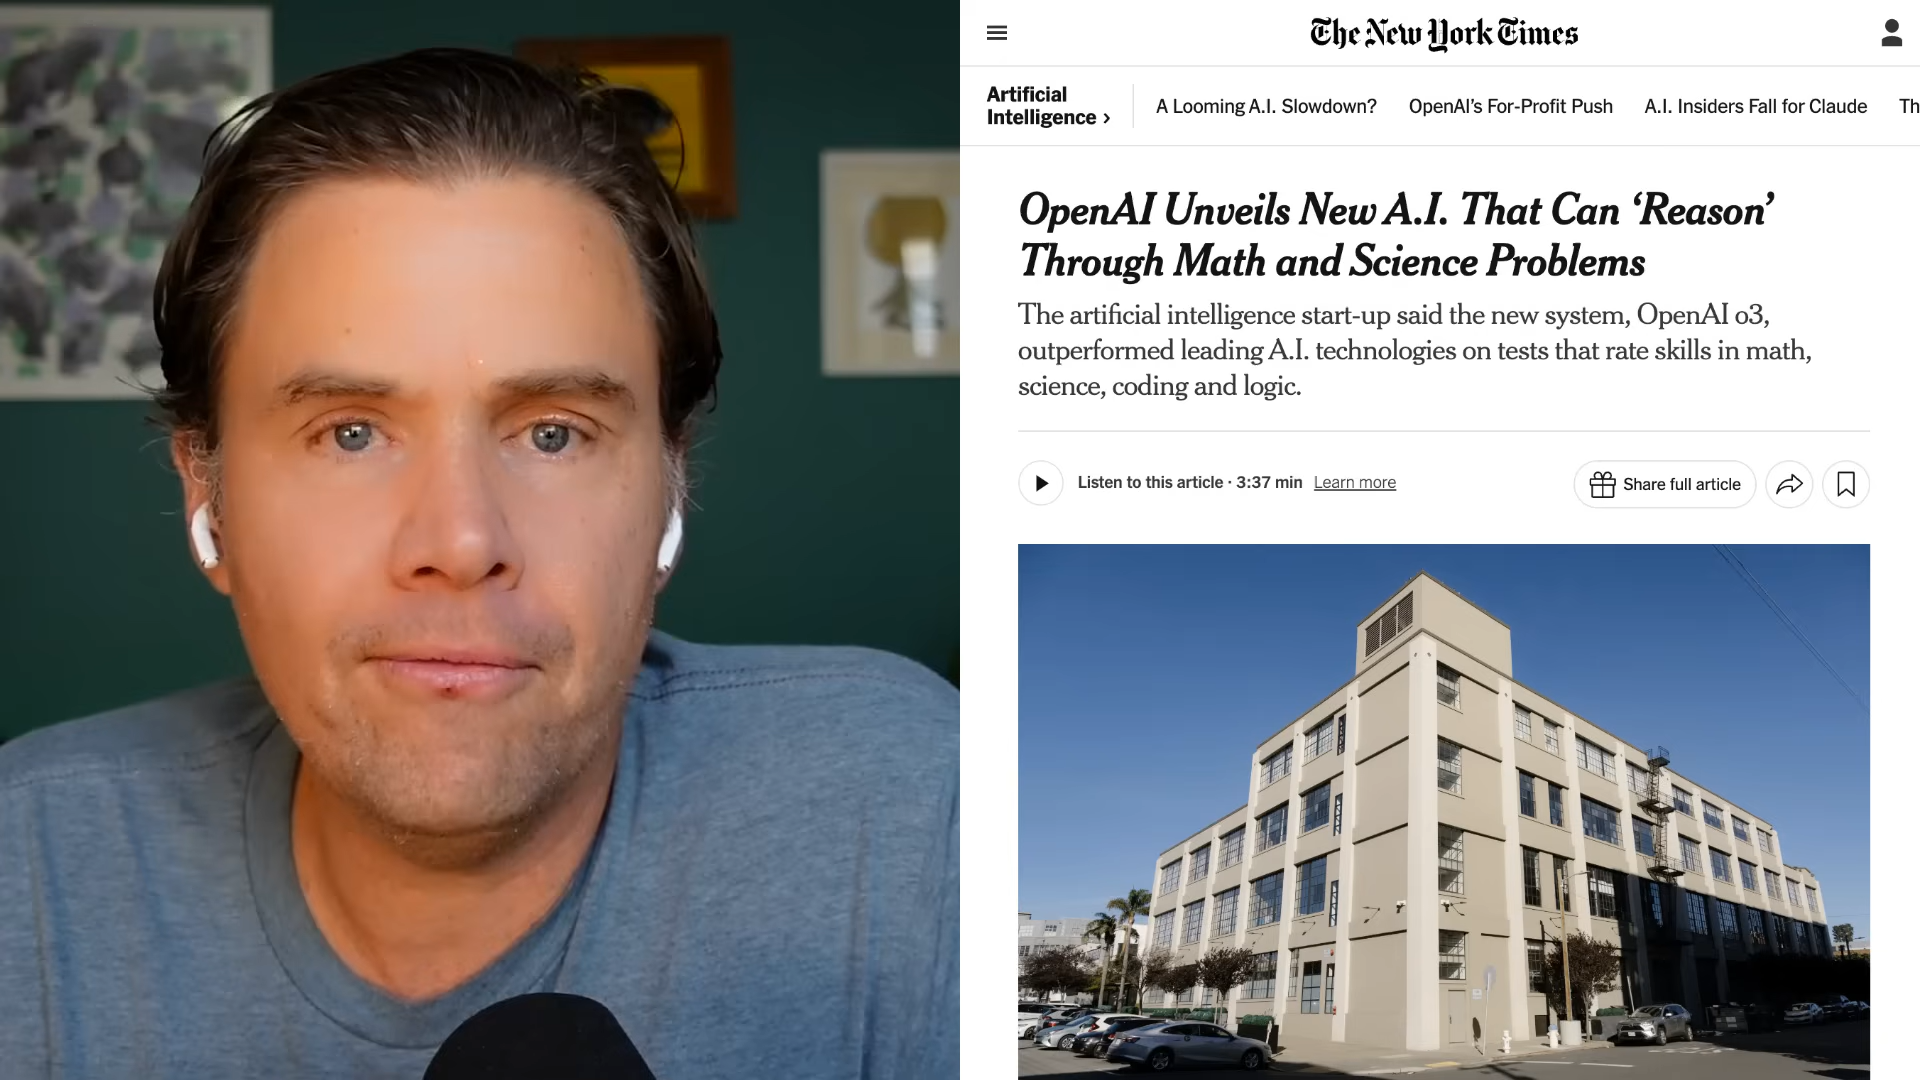 The New York Times
Artificial
Intelligence ›
A Looming A.I. Slowdown?
OpenAI’s For-Profit Push
A.I. Insiders Fall for Claude
Th
OpenAI Unveils New A.I. That Can ‘Reason’
Through Math and Science Problems
The artificial intelligence start-up said the new system, OpenAI o3,
outperformed leading A.I. technologies on tests that rate skills in math,
science, coding and logic.
Listen to this article · 3:37 min Learn more
Share full article